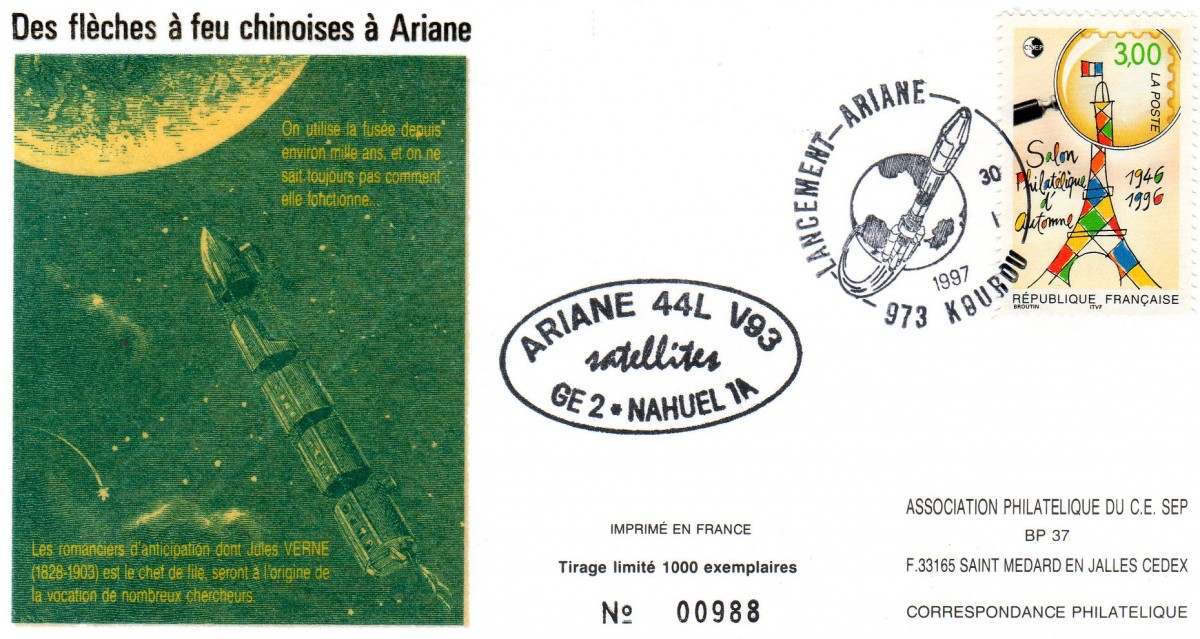 Des flèches à feu chinoises à Ariane
On utilise la fusée depuis
environ mille ans, et on ne
sait toujours pas comment
elle fonctionne...
Les romanciers d'anticipation dont Jules VERNE
(1828-1903) est le chef de file, seront à l'origine de
la vocation de nombreux chercheurs.
ARIANE 44L V93
satellites
GE 2 • NAHUEL 1A
LANCEMENT-ARIANE
30
1
1997
973 KOUROU
3,00
LA POSTE
Salon
Philatélique
d'
automne
1946
1996
RÉPUBLIQUE FRANÇAISE
BROUTIN
ITVF
IMPRIMÉ EN FRANCE
Tirage limité 1000 exemplaires
Nº 00988
ASSOCIATION PHILATELIQUE DU C.E. SEP
BP 37
F.33165 SAINT MEDARD EN JALLES CEDEX
CORRESPONDANCE PHILATELIQUE